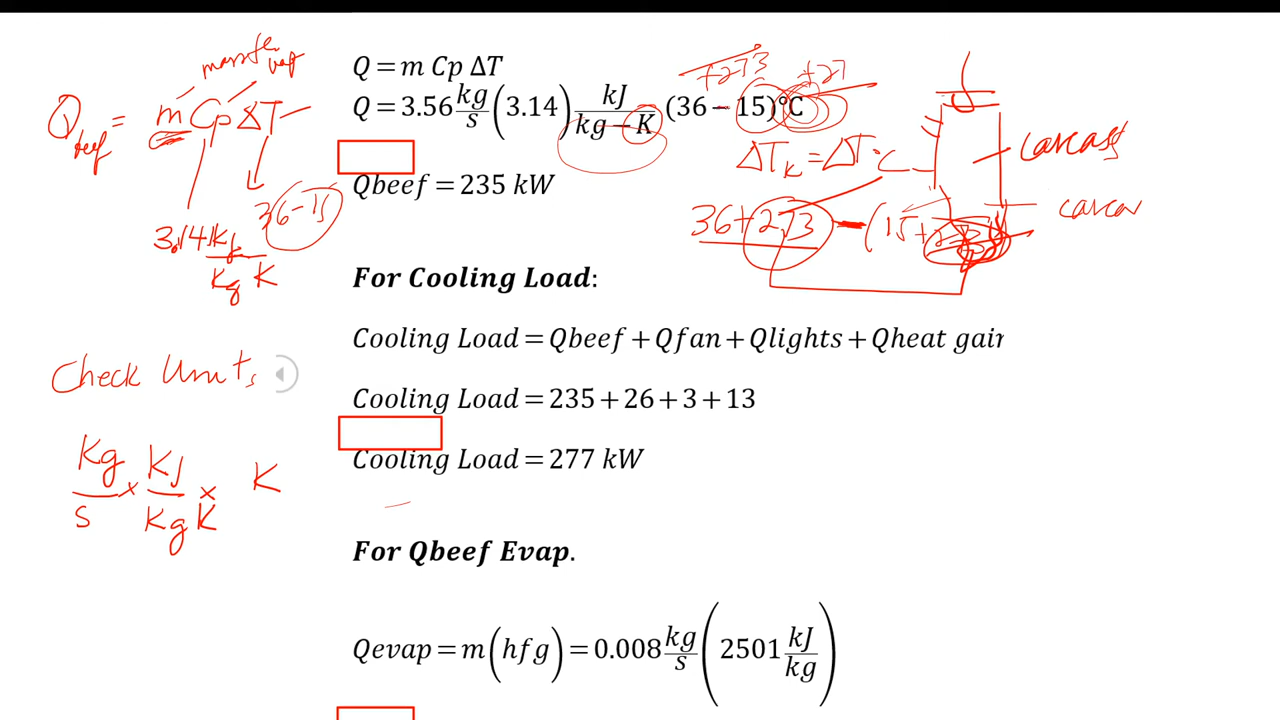 Q = m Cp ΔT
+273
Q = 3.56 kg/s (3.14) kJ/kg − K (36 − 15)°C
+27
Q beef = m Cp ΔT
ΔT K = ΔT °C
carcass
Qbeef = 235 kW
36-15
36+273 - (15+273
3.14 kJ/kg K
For Cooling Load:
Cooling Load = Qbeef + Qfan + Qlights + Qheat gain
Check Units
Cooling Load = 235 + 26 + 3 + 13
Cooling Load = 277 kW
Kg/s × KJ/Kg K × K
For Qbeef Evap.
Qevap = m(hfg) = 0.008 kg/s (2501 kJ/kg)